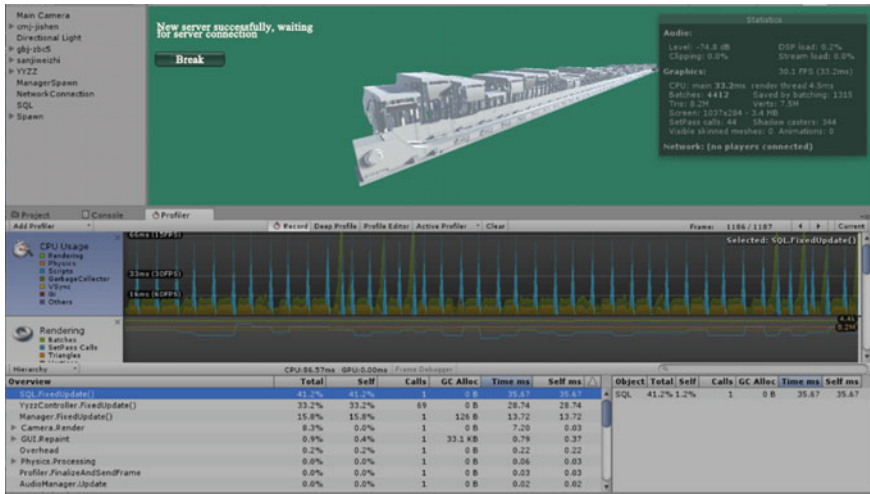 Main Camera
cmj-jishen
Directional Light
gbj-zbc5
sanjiweizhi
YYZZ
ManagerSpawn
NetworkConnection
SQL
Spawn
New server successfully, waiting
for server connection
Break
Statistics
Audio:
Level: -74.8 dB DSP load: 0.2%
Clipping: 0.0% Stream load: 0.0%
Graphics: 30.1 FPS (33.2ms)
CPU: main 33.2ms render thread 4.5ms
Batches: 4412 Saved by batching: 1315
Tris: 8.2M Verts: 7.5M
Screen: 1037x284 - 3.4 MB
SetPass calls: 44 Shadow casters: 344
Visible skinned meshes: 0 Animations: 0
Network: (no players connected)
Project Console Profiler
Add Profiler Record Deep Profile Profile Editor Active Profiler Clear Frame: 1186 / 1187 Current
CPU Usage
Rendering
Physics
Scripts
GarbageCollector
VSync
Gi
Others
66ms (15FPS)
33ms (30FPS)
16ms (60FPS)
Selected: SQL.FixedUpdate()
Rendering
Batches
SetPass Calls
Triangles
Vertices
4.4k
8.2M
Hierarchy CPU:86.57ms GPU:0.00ms Frame Debugger
Overview Total Self Calls GC Alloc Time ms Self ms
SQL.FixedUpdate() 41.2% 41.2% 1 0 B 35.67 35.67
YyzzController.FixedUpdate() 33.2% 33.2% 69 0 B 28.74 28.74
Manager.FixedUpdate() 15.8% 15.8% 1 126 B 13.72 13.72
Camera.Render 8.3% 0.0% 1 0 B 7.20 0.03
GUI.Repaint 0.9% 0.4% 1 33.1 KB 0.79 0.37
Overhead 0.2% 0.2% 1 0 B 0.22 0.22
Physics.Processing 0.0% 0.0% 1 0 B 0.06 0.03
Profiler.FinalizeAndSendFrame 0.0% 0.0% 1 0 B 0.03 0.03
AudioManager.Update 0.0% 0.0% 1 0 B 0.02 0.02
Object Total Self Calls GC Alloc Time ms Self ms
SQL 41.2% 1.2% 1 0 B 35.67 35.67